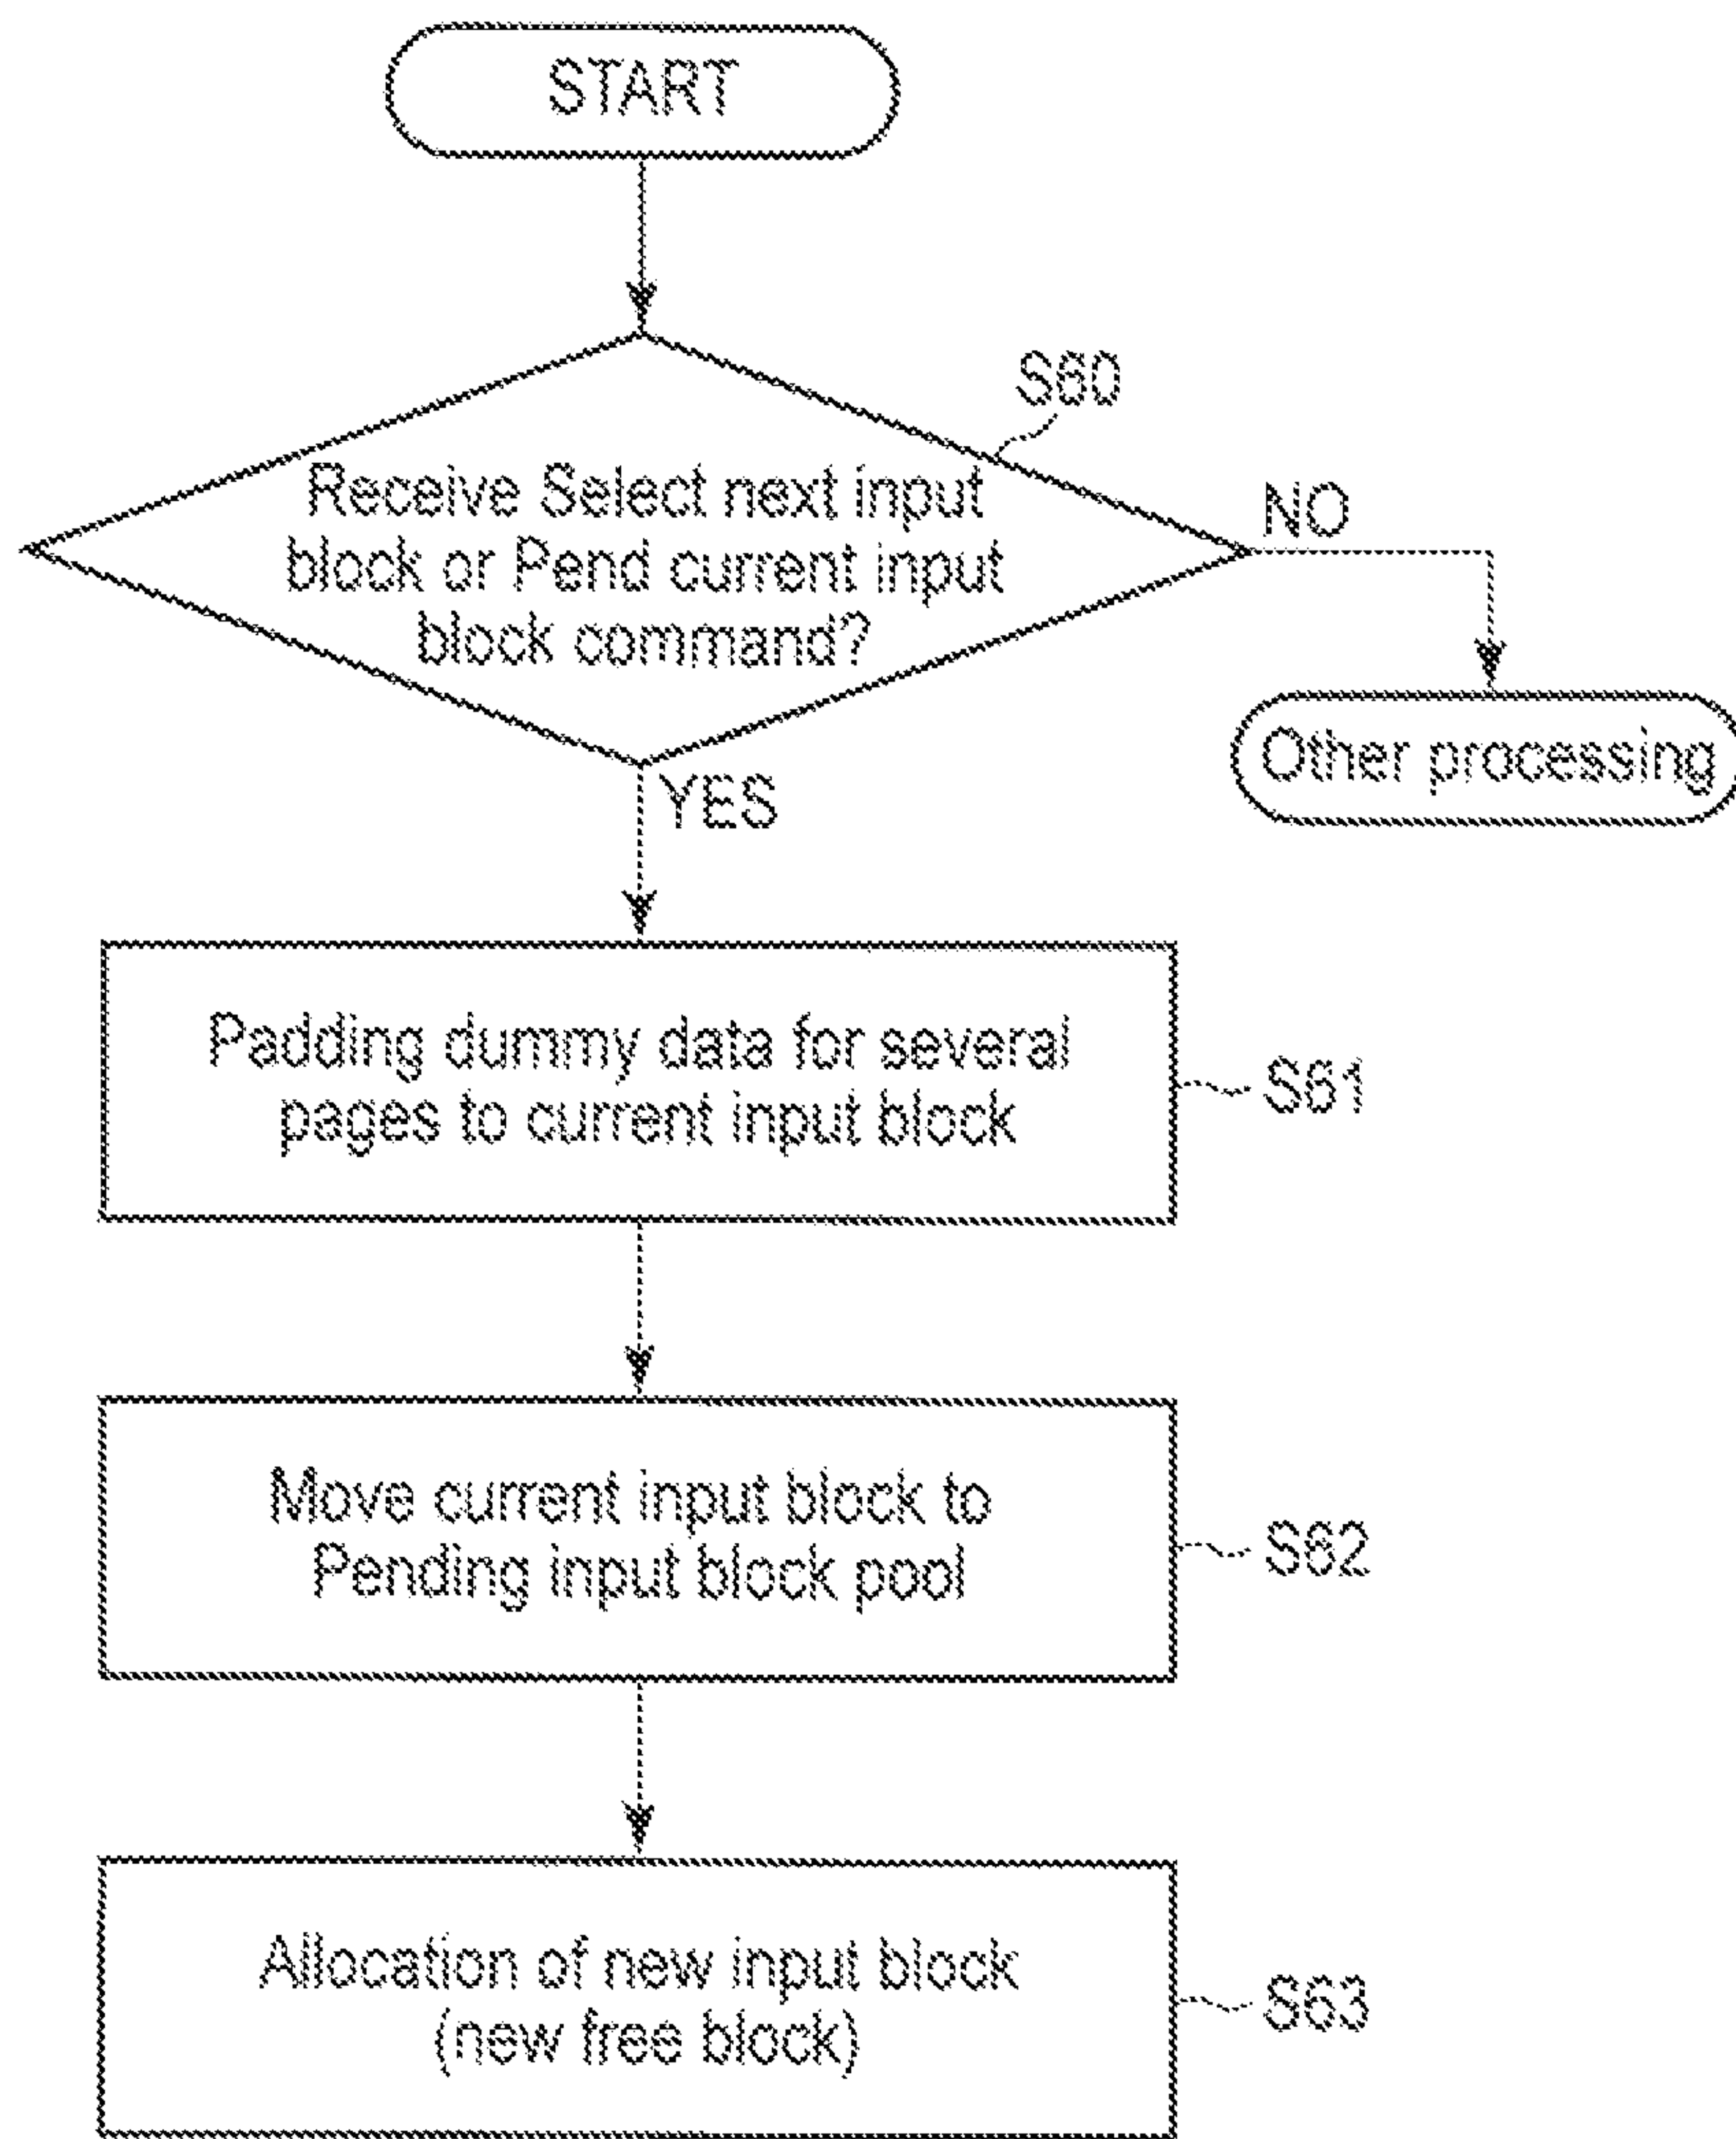 START
S60
Receive Select next input
block or Pend current input
block command?
NO
Other processing
YES
Padding dummy data for several
pages to current input block
S61
Move current input block to
Pending input block pool
S62
Allocation of new input block
(new free block)
S63